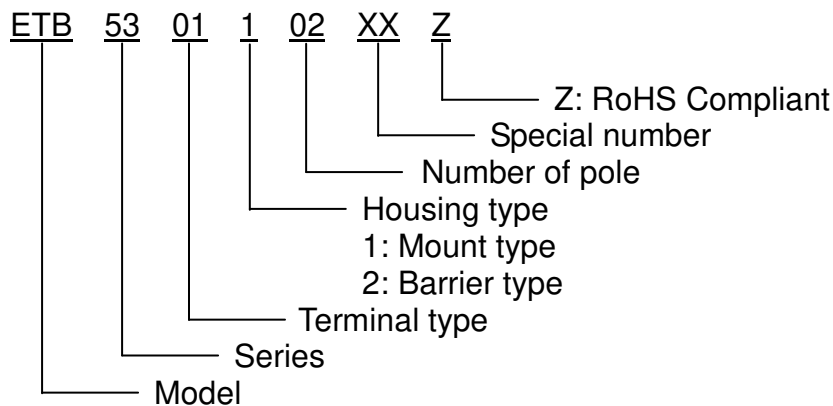 ETB 53 01 1 02 XX Z
Z: RoHS Compliant
Special number
Number of pole
Housing type
1: Mount type
2: Barrier type
Terminal type
Series
Model